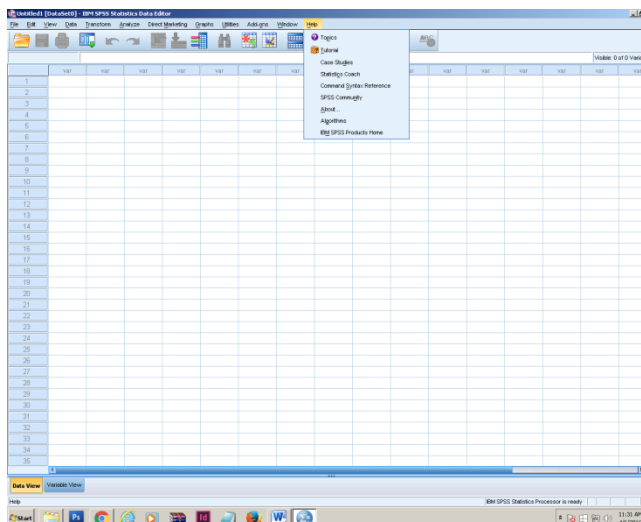 Untitled1 [DataSet0] - IBM SPSS Statistics Data Editor
File Edit View Data Transform Analyze Direct Marketing Graphs Utilities Add-ons Window Help
Topics
Tutorial
Case Studies
Statistics Coach
Command Syntax Reference
SPSS Community
About...
Algorithms
IBM SPSS Products Home
Visible: 0 of 0 Vari
var var var var var var var var var var var var var var
1
2
3
4
5
6
7
8
9
10
11
12
13
14
15
16
17
18
19
20
21
22
23
24
25
26
27
28
29
30
31
32
33
34
35
Data View Variable View
Help IBM SPSS Statistics Processor is ready
Start Ps Id W 11:31 AM